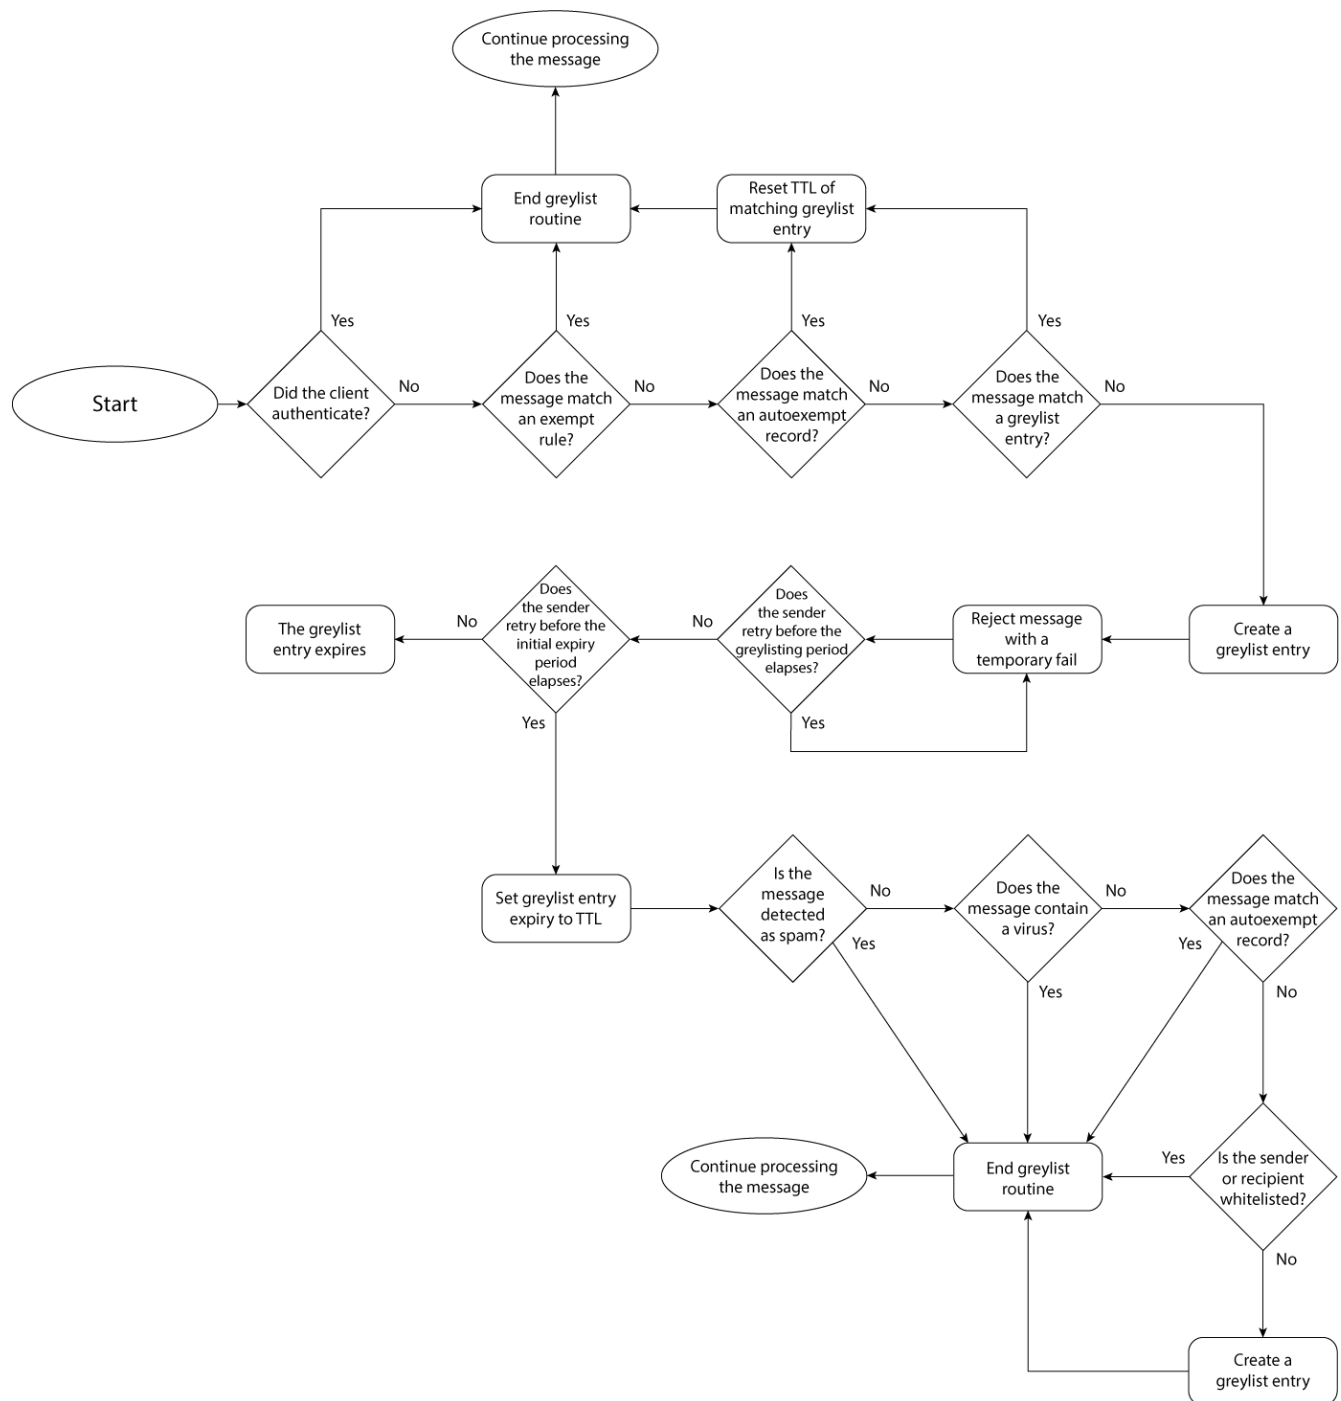 Continue processing
the message
End greylist
routine
Reset TTL of
matching greylist
entry
Yes
Yes
Yes
Yes
Start
Did the client
authenticate?
No
Does the
message match
an exempt
rule?
No
Does the
message match
an autoexempt
record?
No
Does the
message match
a greylist
entry?
No
The greylist
entry expires
No
Does
the sender
retry before the
initial expiry
period
elapses?
No
Does
the sender
retry before the
greylisting period
elapses?
Reject message
with a
temporary fail
Create a
greylist entry
Yes
Yes
Set greylist entry
expiry to TTL
Is the
message
detected
as spam?
No
Does the
message contain
a virus?
No
Does the
message match
an autoexempt
record?
Yes
Yes
Yes
No
Continue processing
the message
End greylist
routine
Yes
Is the sender
or recipient
whitelisted?
No
Create a
greylist entry